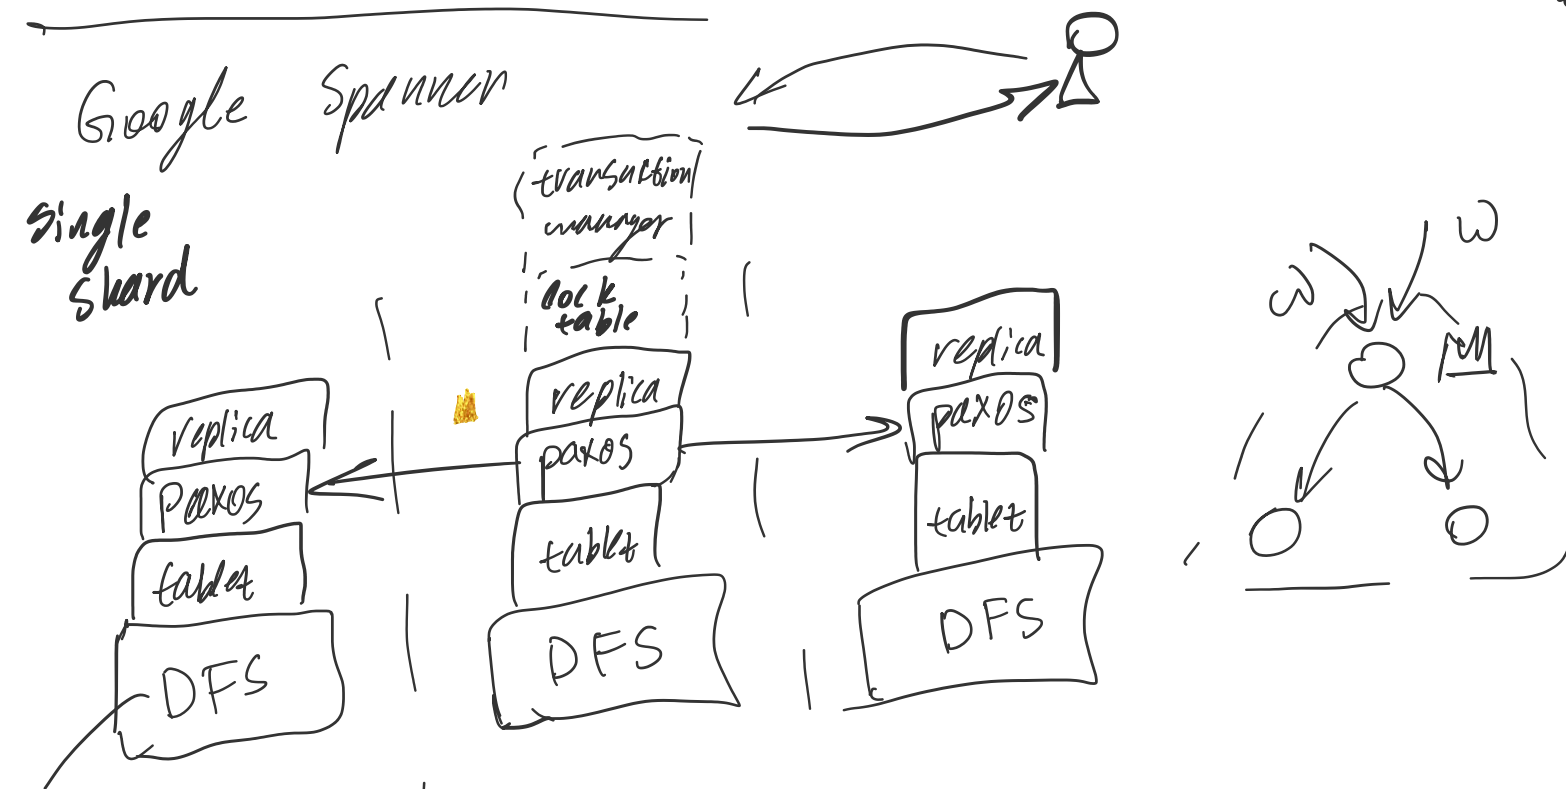 Google Spanner
Single
shard
transaction
manager
lock
table
replica
paxos
tablet
DFS
replica
paxos
tablet
DFS
replica
paxos
tablet
DFS
W
W